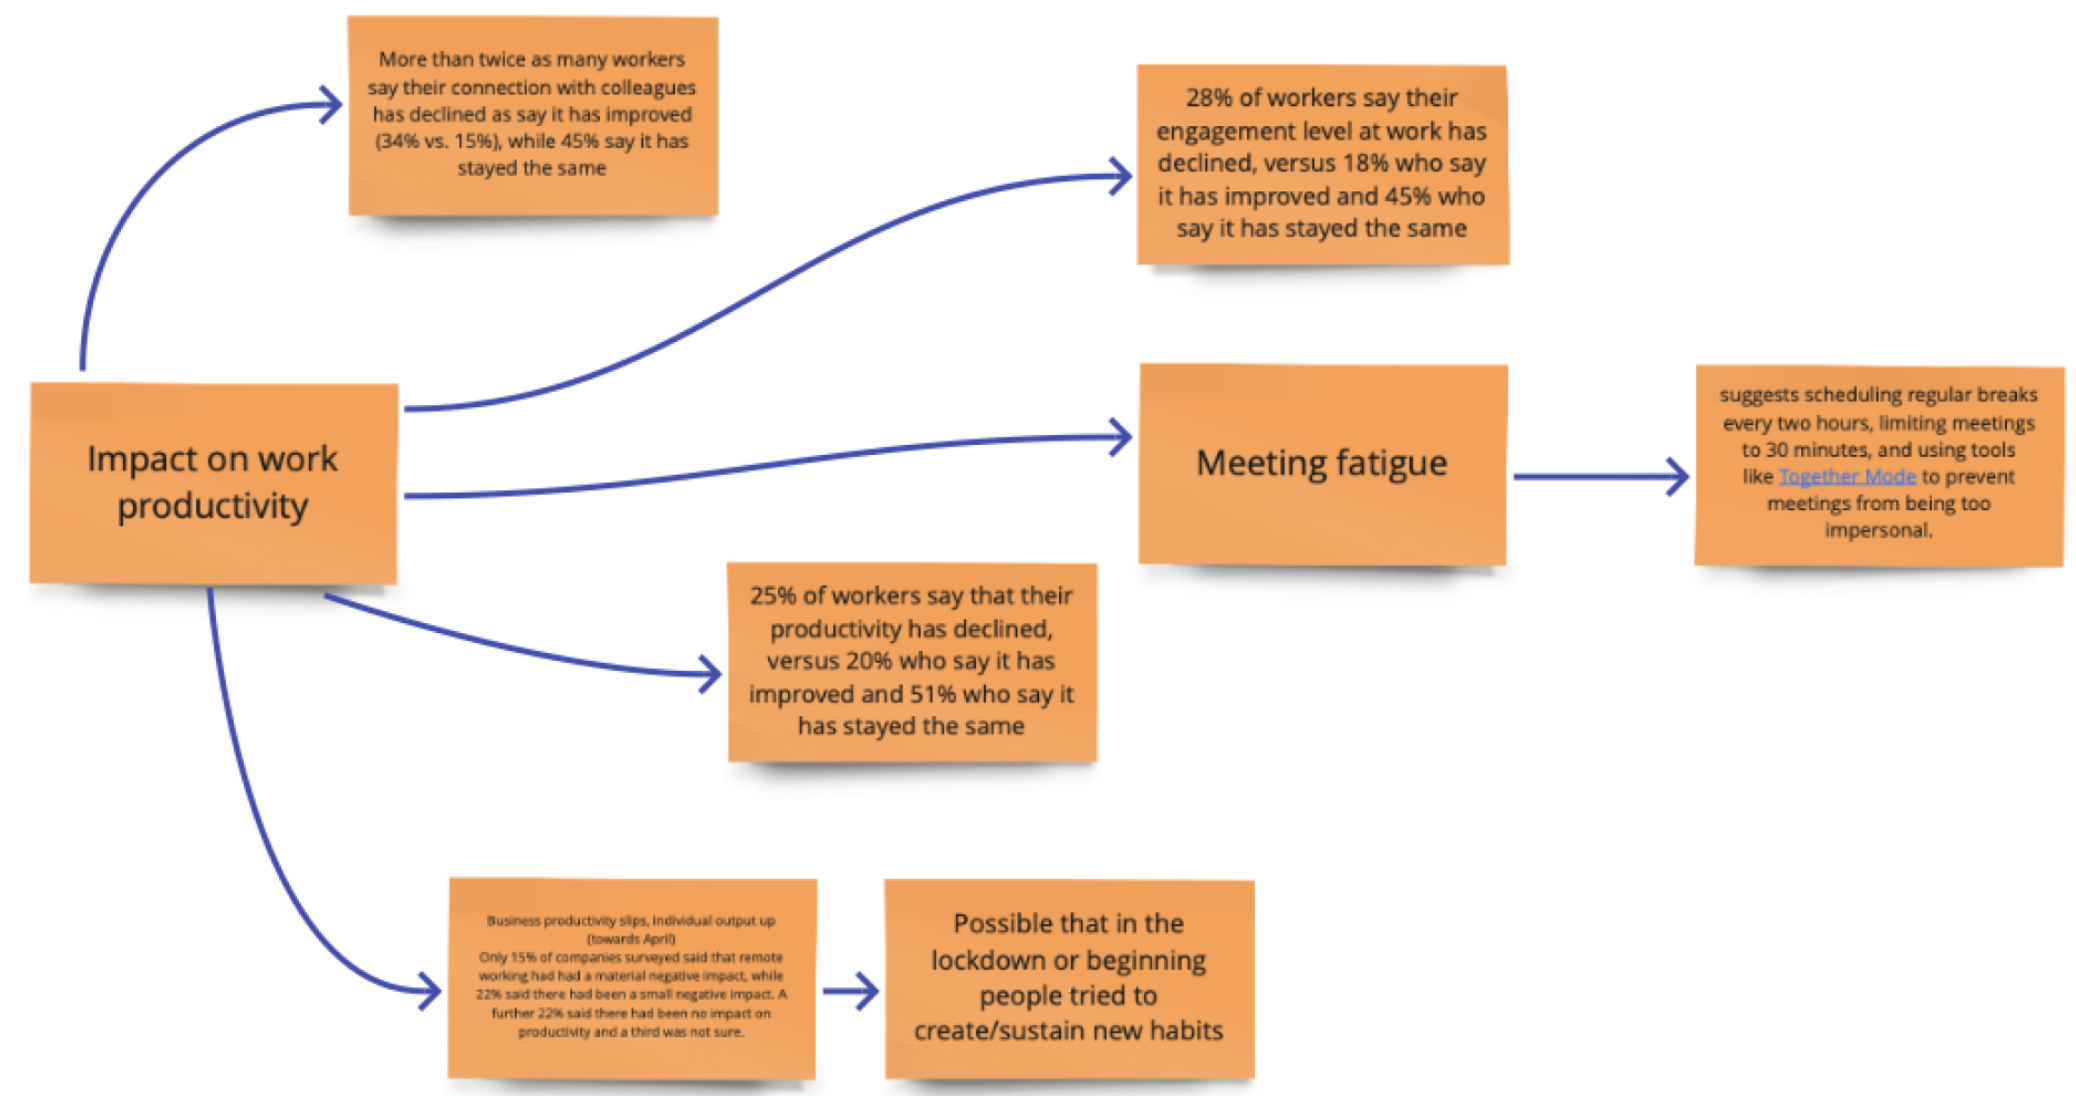 More than twice as many workers
say their connection with colleagues
has declined as say it has improved
(34% vs. 15%), while 45% say it has
stayed the same
28% of workers say their
engagement level at work has
declined, versus 18% who say
it has improved and 45% who
say it has stayed the same
Impact on work
productivity
Meeting fatigue
suggests scheduling regular breaks
every two hours, limiting meetings
to 30 minutes, and using tools
like Together Mode to prevent
meetings from being too
impersonal.
25% of workers say that their
productivity has declined,
versus 20% who say it has
improved and 51% who say it
has stayed the same
Business productivity slips, individual output up
(towards April)
Only 15% of companies surveyed said that remote
working had had a material negative impact, while
22% said there had been a small negative impact. A
further 22% said there had been no impact on
productivity and a third was not sure.
Possible that in the
lockdown or beginning
people tried to
create/sustain new habits